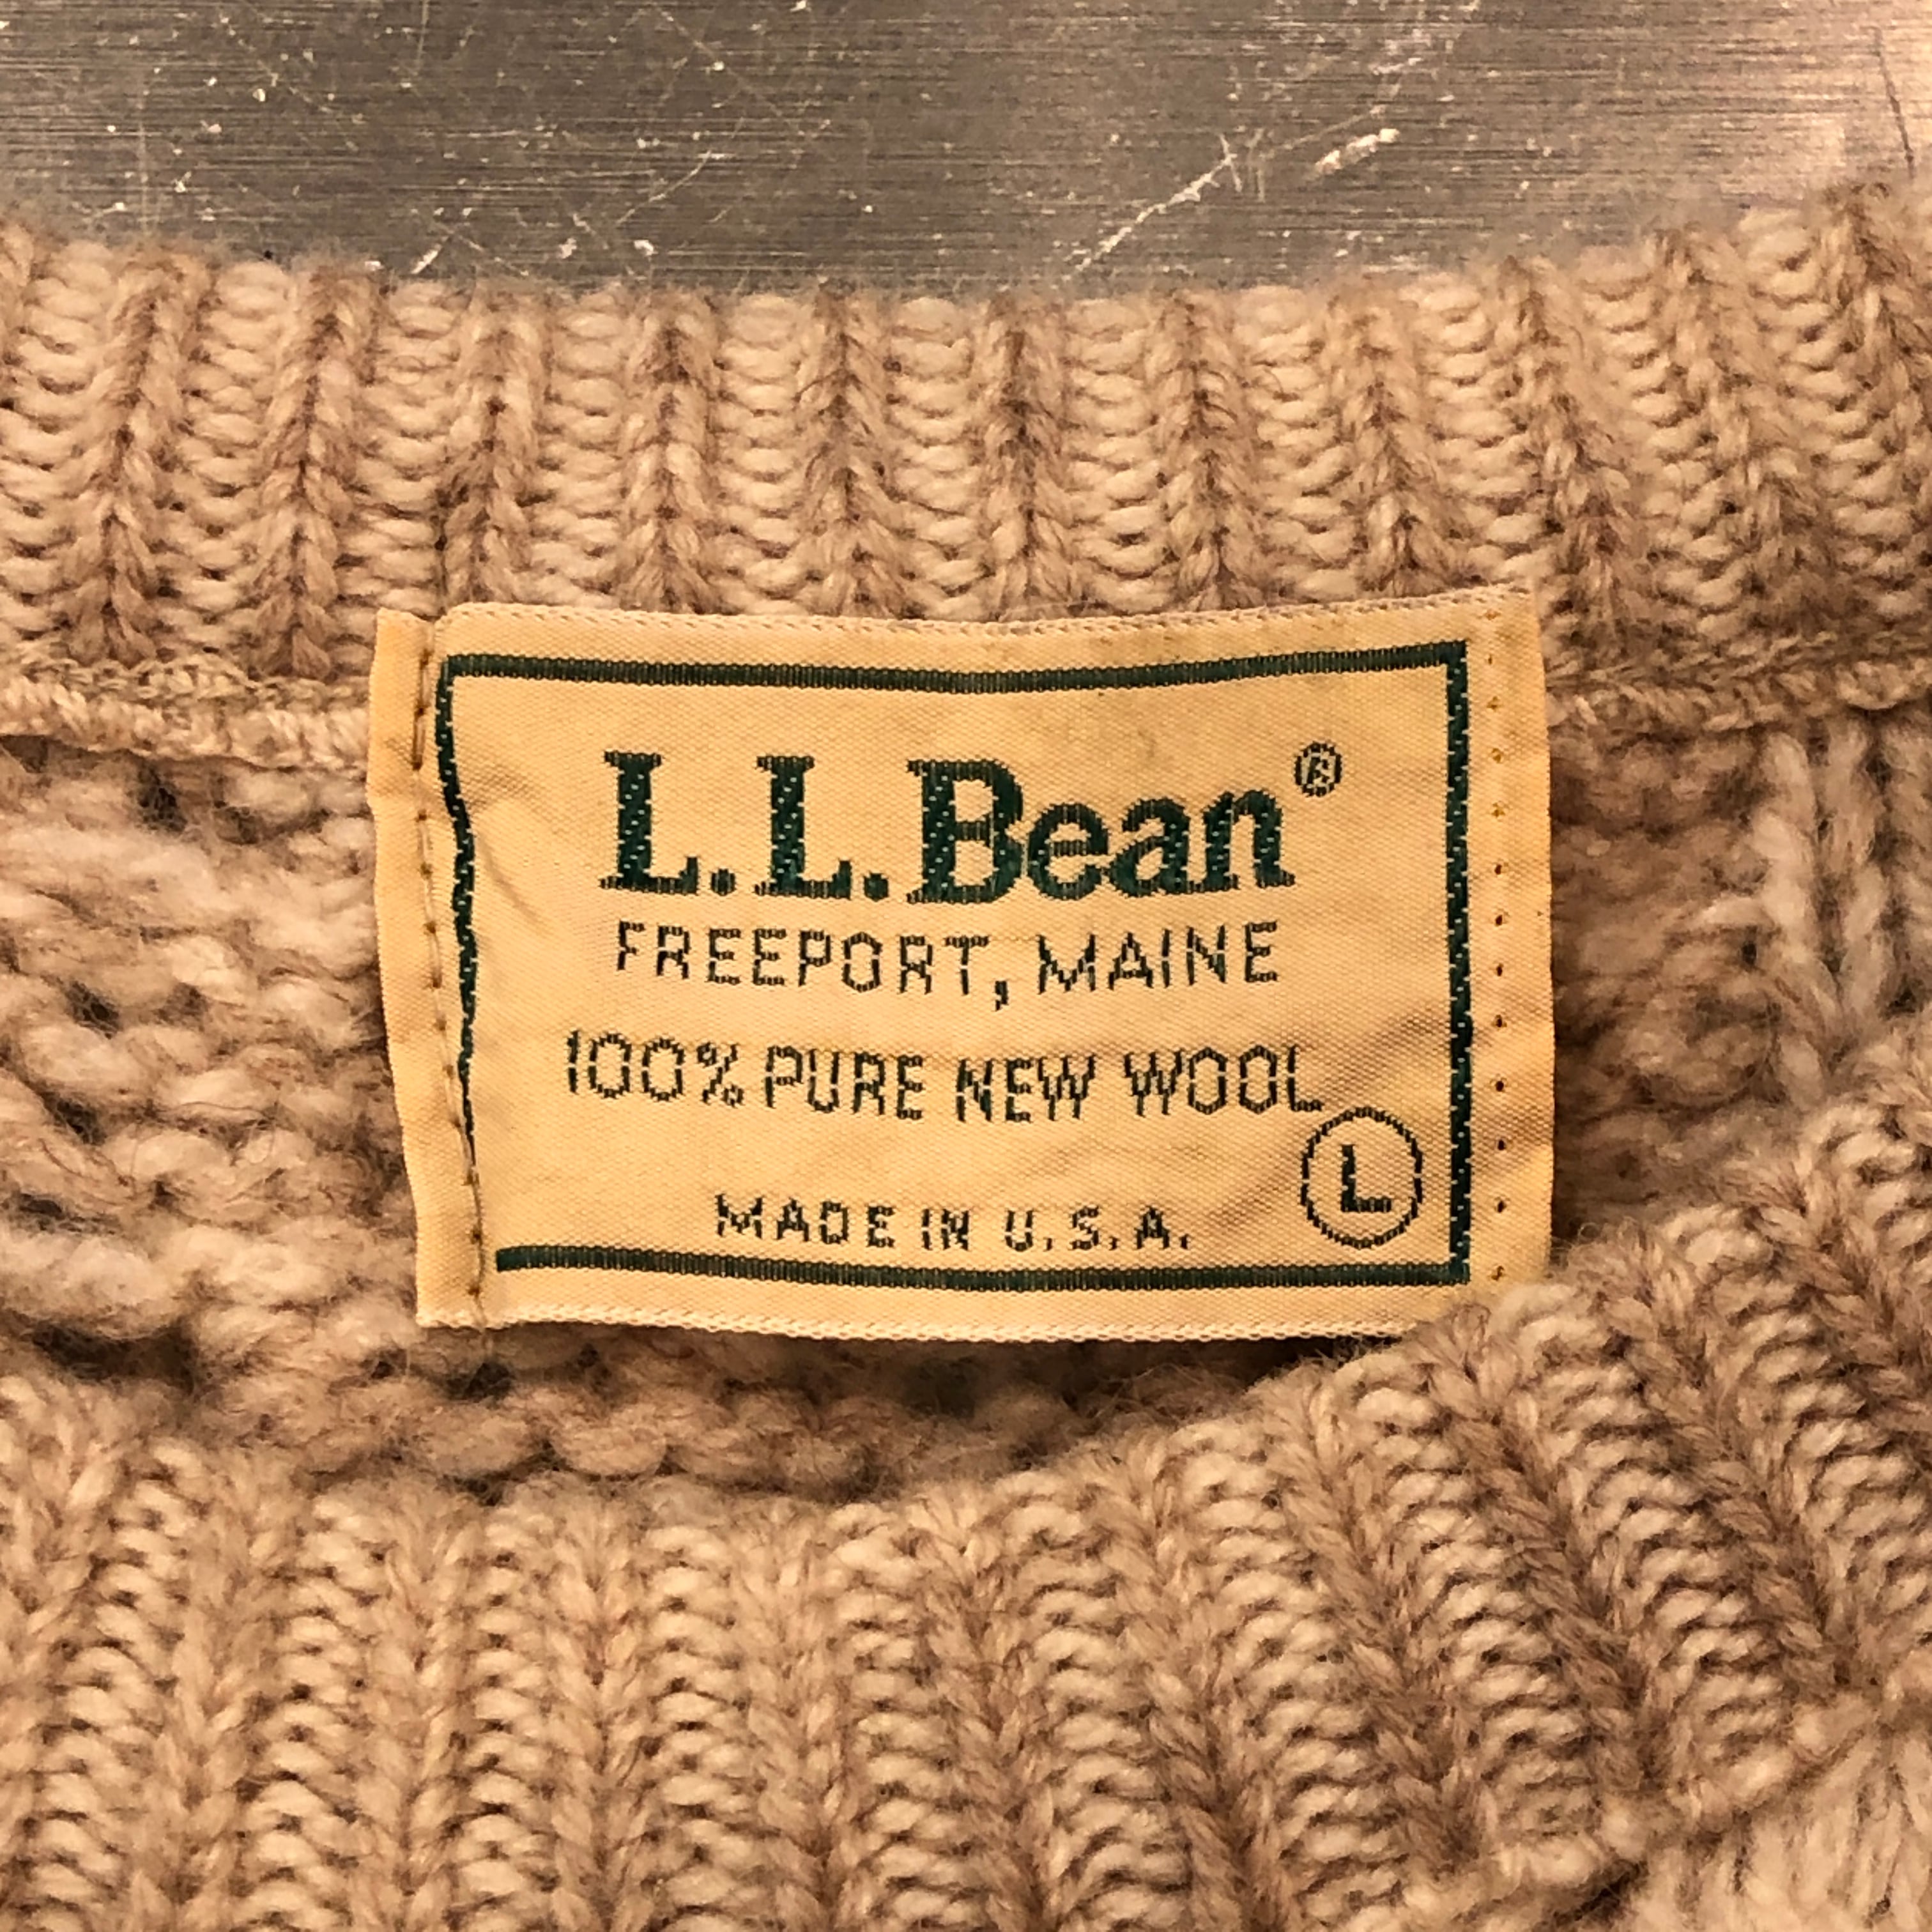 L.L.Bean®
FREEPORT, MAINE
100% PURE NEW WOOL
L
MADE IN U.S.A.